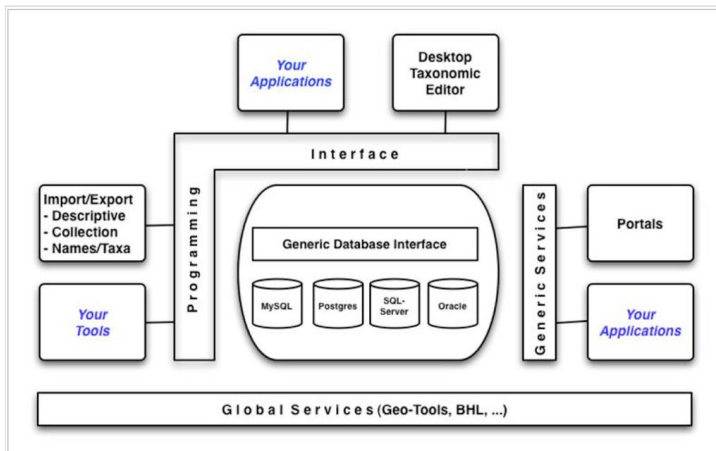 Your
Applications
Desktop
Taxonomic
Editor
Interface
Programming
Import/Export
- Descriptive
- Collection
- Names/Taxa
Your
Tools
Generic Database Interface
MySQL
Postgres
SQL-
Server
Oracle
Generic Services
Portals
Your
Applications
Global Services (Geo-Tools, BHL, ...)